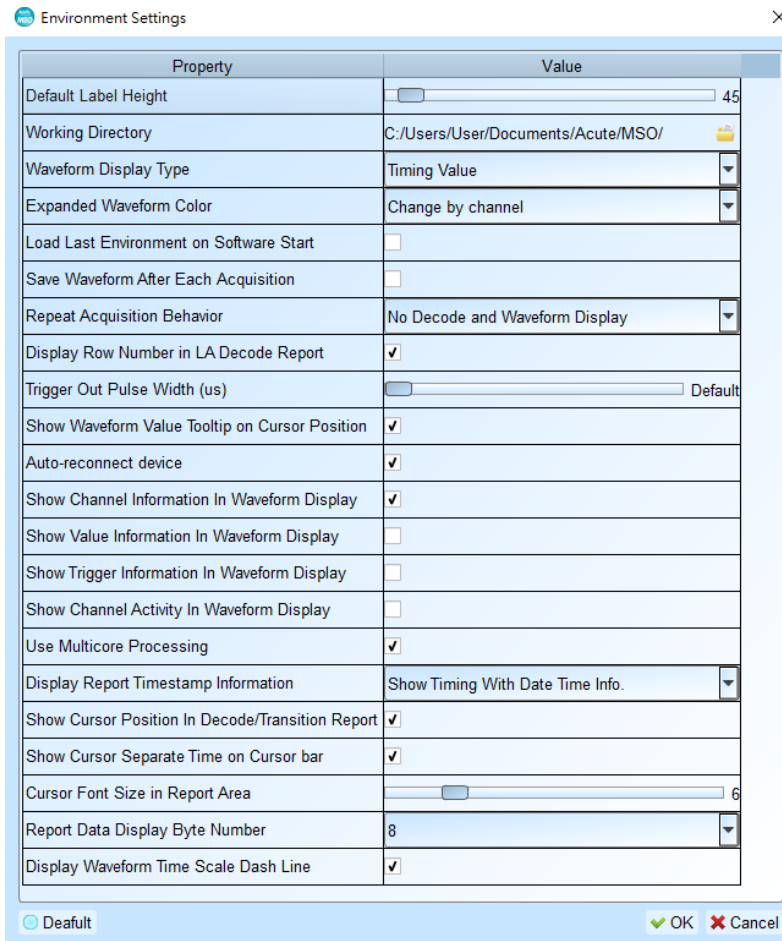 MSO
Environment Settings
Property Value
Default Label Height 45
Working Directory C:/Users/User/Documents/Acute/MSO/
Waveform Display Type Timing Value
Expanded Waveform Color Change by channel
Load Last Environment on Software Start
Save Waveform After Each Acquisition
Repeat Acquisition Behavior No Decode and Waveform Display
Display Row Number in LA Decode Report
Trigger Out Pulse Width (us) Default
Show Waveform Value Tooltip on Cursor Position
Auto-reconnect device
Show Channel Information In Waveform Display
Show Value Information In Waveform Display
Show Trigger Information In Waveform Display
Show Channel Activity In Waveform Display
Use Multicore Processing
Display Report Timestamp Information Show Timing With Date Time Info.
Show Cursor Position In Decode/Transition Report
Show Cursor Separate Time on Cursor bar
Cursor Font Size in Report Area 6
Report Data Display Byte Number 8
Display Waveform Time Scale Dash Line
Deafult OK Cancel